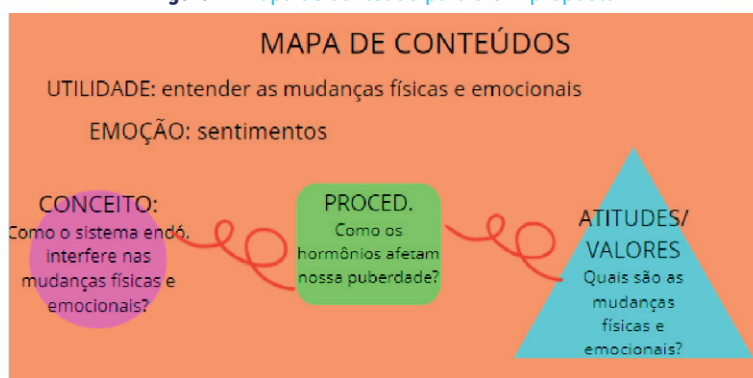 MAPA DE CONTEÚDOS
UTILIDADE: entender as mudanças físicas e emocionais
EMOÇÃO: sentimentos
CONCEITO:
Como o sistema endó.
interfere nas
mudanças físicas e
emocionais?
PROCED.
Como os
hormônios afetam
nossa puberdade?
ATITUDES/
VALORES
Quais são as
mudanças
físicas e
emocionais?